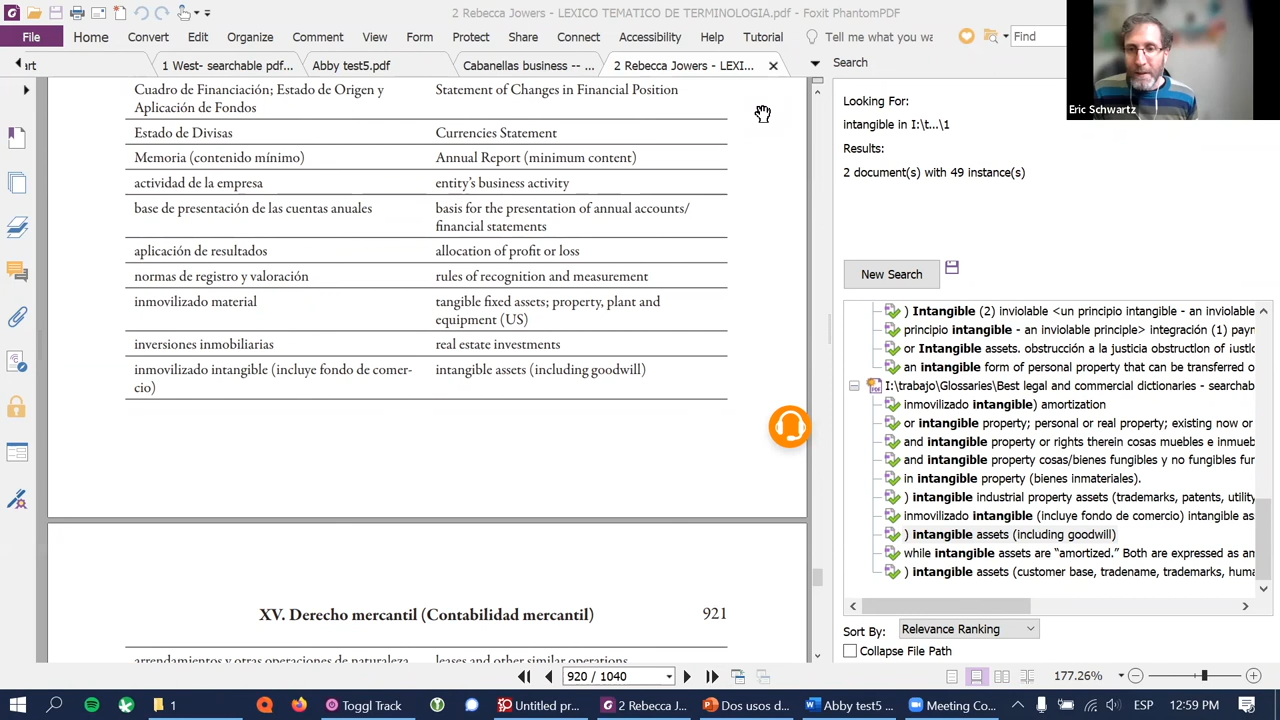 2 Rebecca Jowers - LEXICO TEMATICO DE TERMINOLOGIA.pdf - Foxit PhantomPDF
File Home Convert Edit Organize Comment View Form Protect Share Connect Accessibility Help Tutorial Tell me what you wa Find
art 1 West- searchable pdf... Abby test5.pdf Cabanellas business -- ... 2 Rebecca Jowers - LEXI...
Cuadro de Financiación; Estado de Origen y
Aplicación de Fondos
Statement of Changes in Financial Position
Estado de Divisas
Currencies Statement
Memoria (contenido mínimo)
Annual Report (minimum content)
actividad de la empresa
entity's business activity
base de presentación de las cuentas anuales
basis for the presentation of annual accounts/
financial statements
aplicación de resultados
allocation of profit or loss
normas de registro y valoración
rules of recognition and measurement
inmovilizado material
tangible fixed assets; property, plant and
equipment (US)
inversiones inmobiliarias
real estate investments
inmovilizado intangible (incluye fondo de comer-
cio)
intangible assets (including goodwill)
XV. Derecho mercantil (Contabilidad mercantil) 921
arrendamientos y otras operaciones de naturaleza
leases and other similar operations
Search
Looking For:
intangible in I:\t...\1
Results:
2 document(s) with 49 instance(s)
New Search
) Intangible (2) inviolable <un principio intangible - an inviolable
principio intangible - an inviolable principle> integración (1) payn
or Intangible assets. obstrucción a la justicia obstructlon of iustic
an intangible form of personal property that can be transferred o
I:\trabajo\Glossaries\Best legal and commercial dictionaries - searchab
inmovilizado intangible) amortization
or intangible property; personal or real property; existing now or
and intangible property or rights therein cosas muebles e inmueb
and intangible property cosas/bienes fungibles y no fungibles fur
in intangible property (bienes inmateriales).
) intangible industrial property assets (trademarks, patents, utility
inmovilizado intangible (incluye fondo de comercio) intangible as
) intangible assets (including goodwill)
while intangible assets are “amortized.” Both are expressed as am
) intangible assets (customer base, tradename, trademarks, huma
Sort By: Relevance Ranking
Collapse File Path
Eric Schwartz
920 / 1040
177.26%
1 Toggl Track Untitled pr... 2 Rebecca J... Dos usos d... Abby test5 ... Meeting Co... ESP 12:59 PM